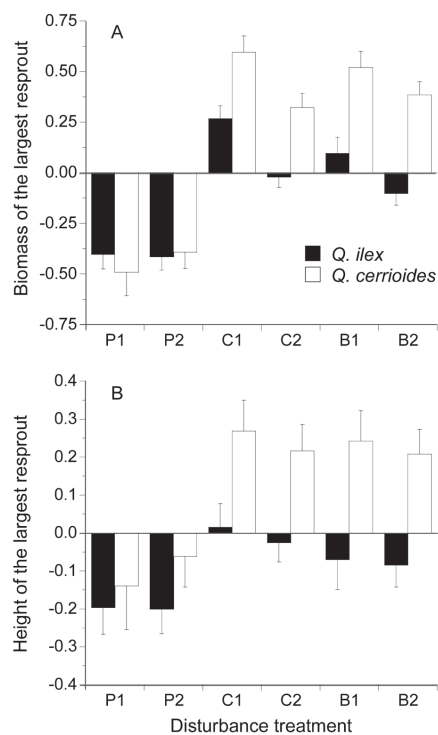 A
Biomass of the largest resprout
0.75
0.50
0.25
0.00
-0.25
-0.50
-0.75
Q. ilex
Q. cerrioides
P1 P2 C1 C2 B1 B2
B
Height of the largest resprout
0.4
0.3
0.2
0.1
0.0
-0.1
-0.2
-0.3
-0.4
P1 P2 C1 C2 B1 B2
Disturbance treatment